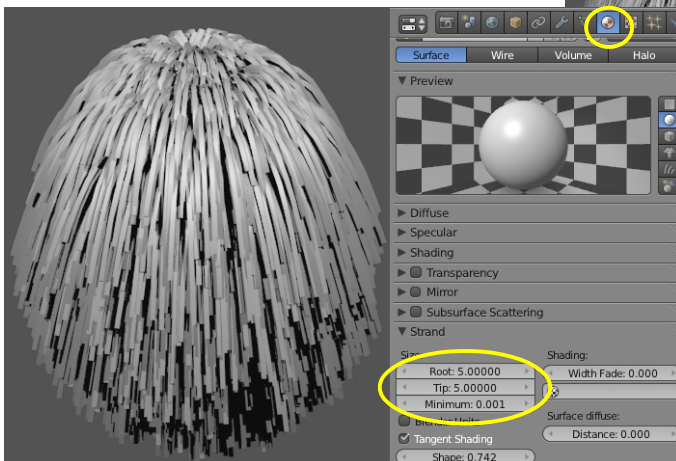 Surface Wire Volume Halo
Preview
Diffuse
Specular
Shading
Transparency
Mirror
Subsurface Scattering
Strand
Shading:
Root: 5.00000
Width Fade: 0.000
Tip: 5.00000
Minimum: 0.001
Surface diffuse:
Tangent Shading
Distance: 0.000
Shape: 0.742